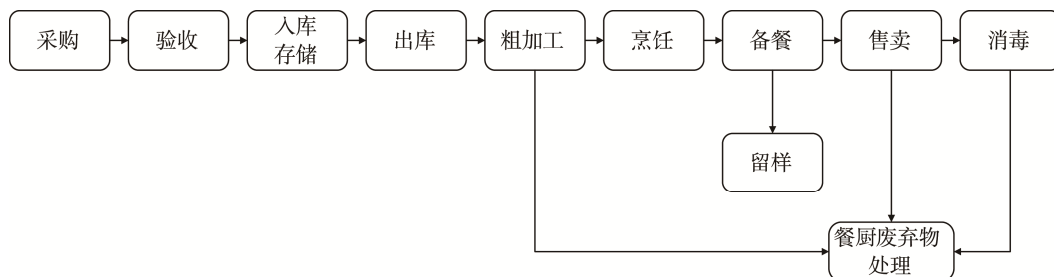 采购
验收
入库
存储
出库
粗加工
烹饪
备餐
售卖
消毒
留样
餐厨废弃物
处理